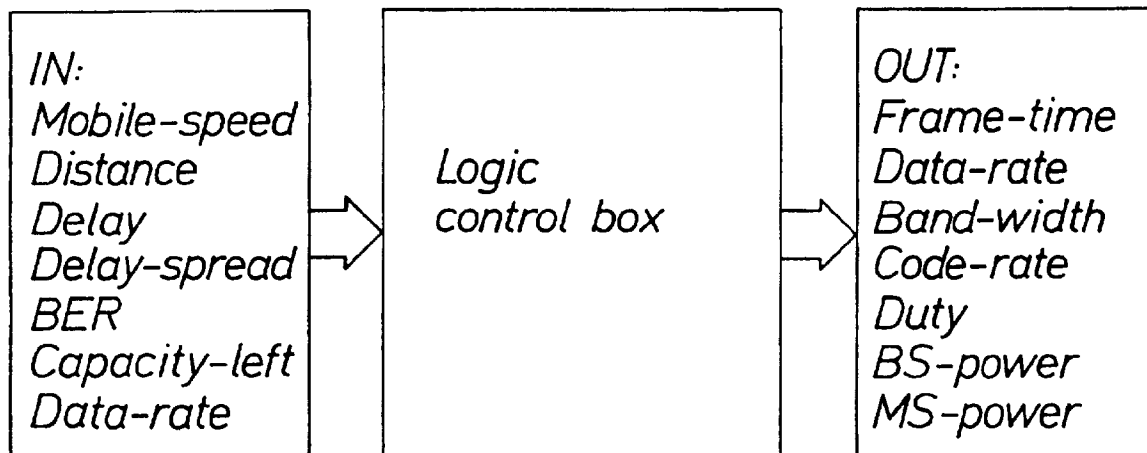 IN:
Mobile-speed
Distance
Delay
Delay-spread
BER
Capacity-left
Data-rate
Logic
control box
OUT:
Frame-time
Data-rate
Band-width
Code-rate
Duty
BS-power
MS-power